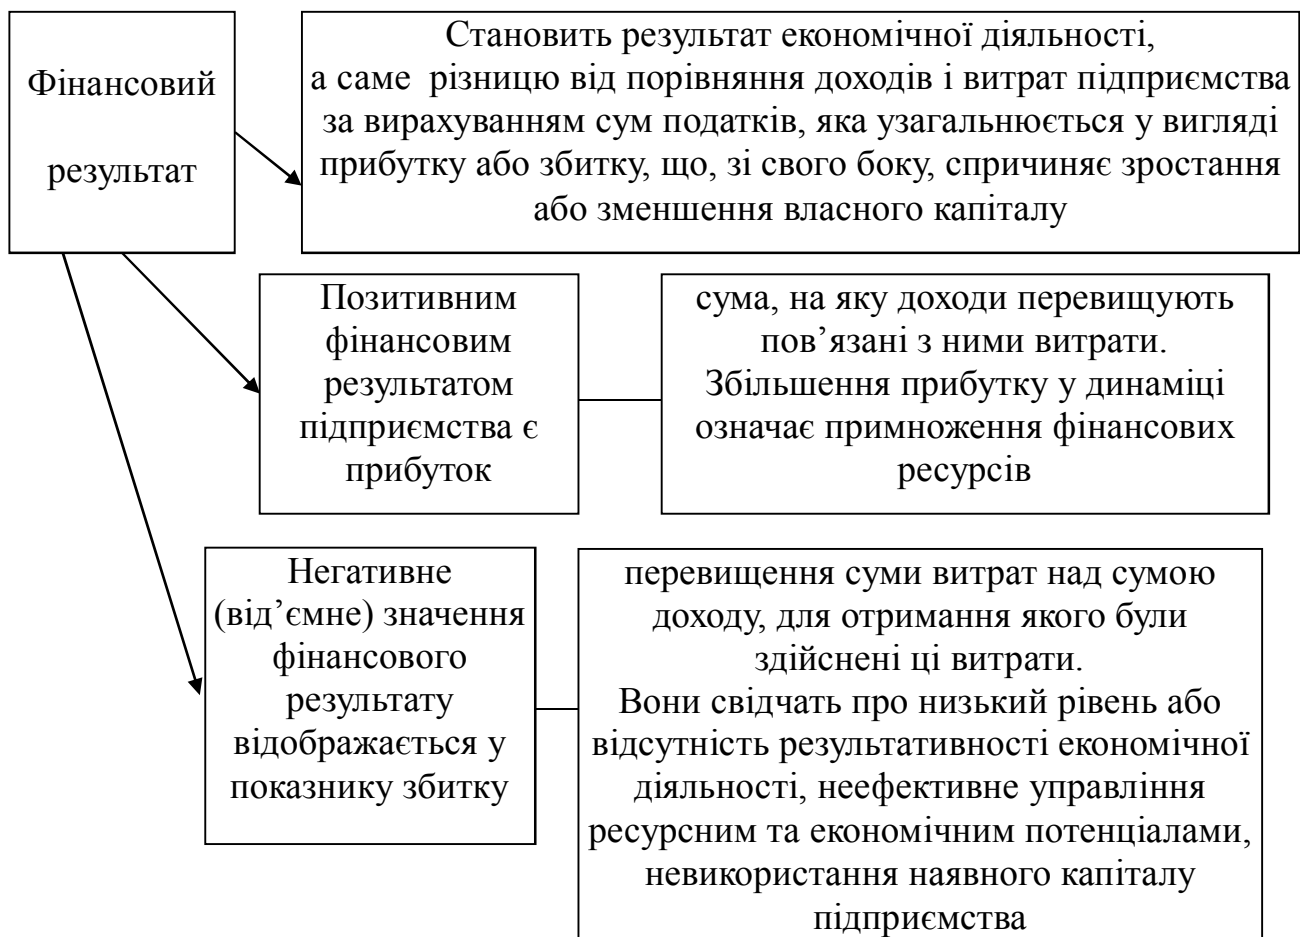 Фінансовий
результат
Становить результат економічної діяльності,
а саме різницю від порівняння доходів і витрат підприємства
за вирахуванням сум податків, яка узагальнюється у вигляді
прибутку або збитку, що, зі свого боку, спричиняє зростання
або зменшення власного капіталу
Позитивним
фінансовим
результатом
підприємства є
прибуток
сума, на яку доходи перевищують
пов’язані з ними витрати.
Збільшення прибутку у динаміці
означає примноження фінансових
ресурсів
Негативне
(від’ємне) значення
фінансового
результату
відображається у
показнику збитку
перевищення суми витрат над сумою
доходу, для отримання якого були
здійснені ці витрати.
Вони свідчать про низький рівень або
відсутність результативності економічної
діяльності, неефективне управління
ресурсним та економічним потенціалами,
невикористання наявного капіталу
підприємства